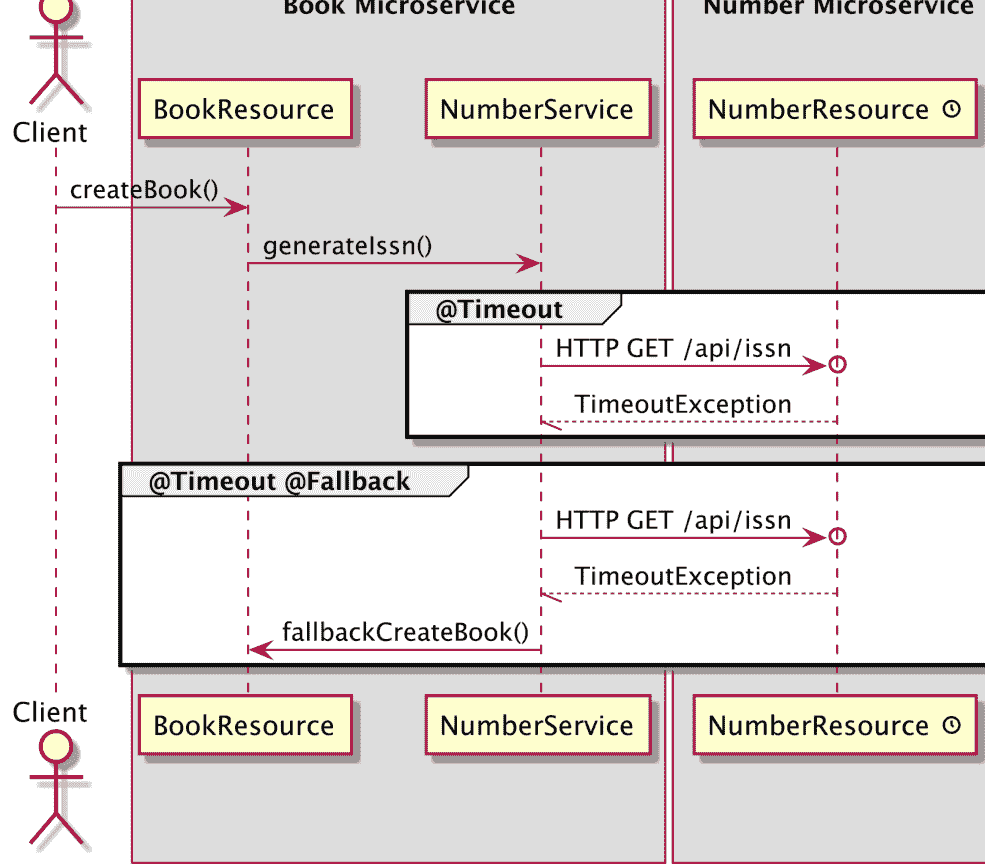 Book Microservice
Number Microservice
Client
BookResource
NumberService
NumberResource
createBook()
generateIssn()
@Timeout
HTTP GET /api/issn
TimeoutException
@Timeout @Fallback
HTTP GET /api/issn
TimeoutException
fallbackCreateBook()
Client
BookResource
NumberService
NumberResource